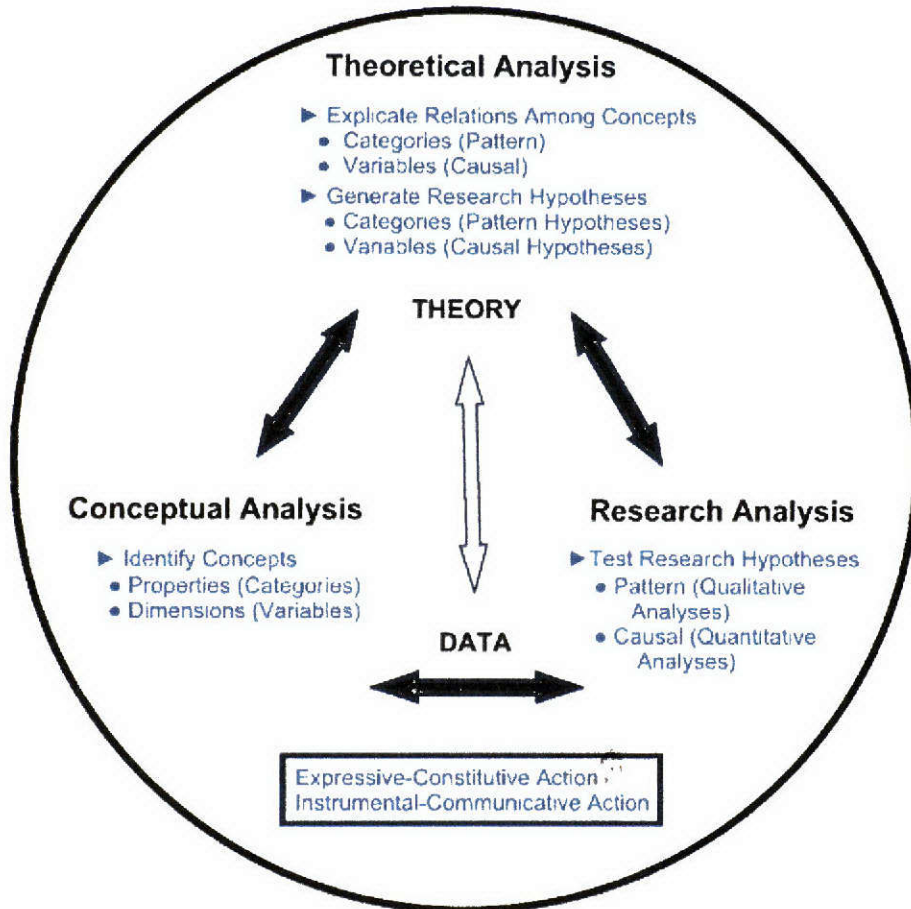 Theoretical Analysis
► Explicate Relations Among Concepts
● Categories (Pattern)
● Variables (Causal)
► Generate Research Hypotheses
● Categories (Pattern Hypotheses)
● Variables (Causal Hypotheses)
THEORY
Conceptual Analysis
► Identify Concepts
● Properties (Categories)
● Dimensions (Variables)
Research Analysis
► Test Research Hypotheses
● Pattern (Qualitative
Analyses)
● Causal (Quantitative
Analyses)
DATA
Expressive-Constitutive Action
Instrumental-Communicative Action